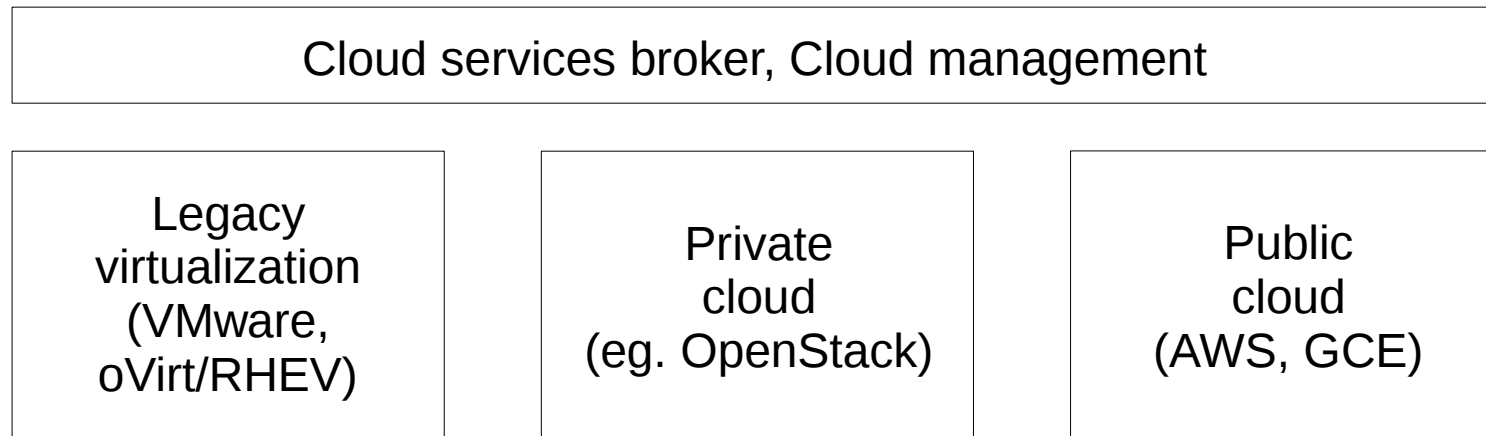 Cloud services broker, Cloud management
Legacy
virtualization
(VMware,
oVirt/RHEV)
Private
cloud
(eg. OpenStack)
Public
cloud
(AWS, GCE)